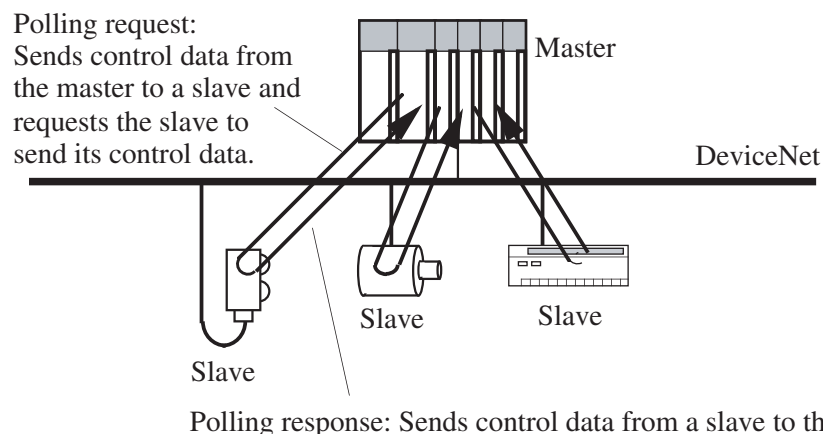 Polling request:
Sends control data from
the master to a slave and
requests the slave to
send its control data.
Master
DeviceNet
Slave
Slave
Slave
Polling response: Sends control data from a slave to th